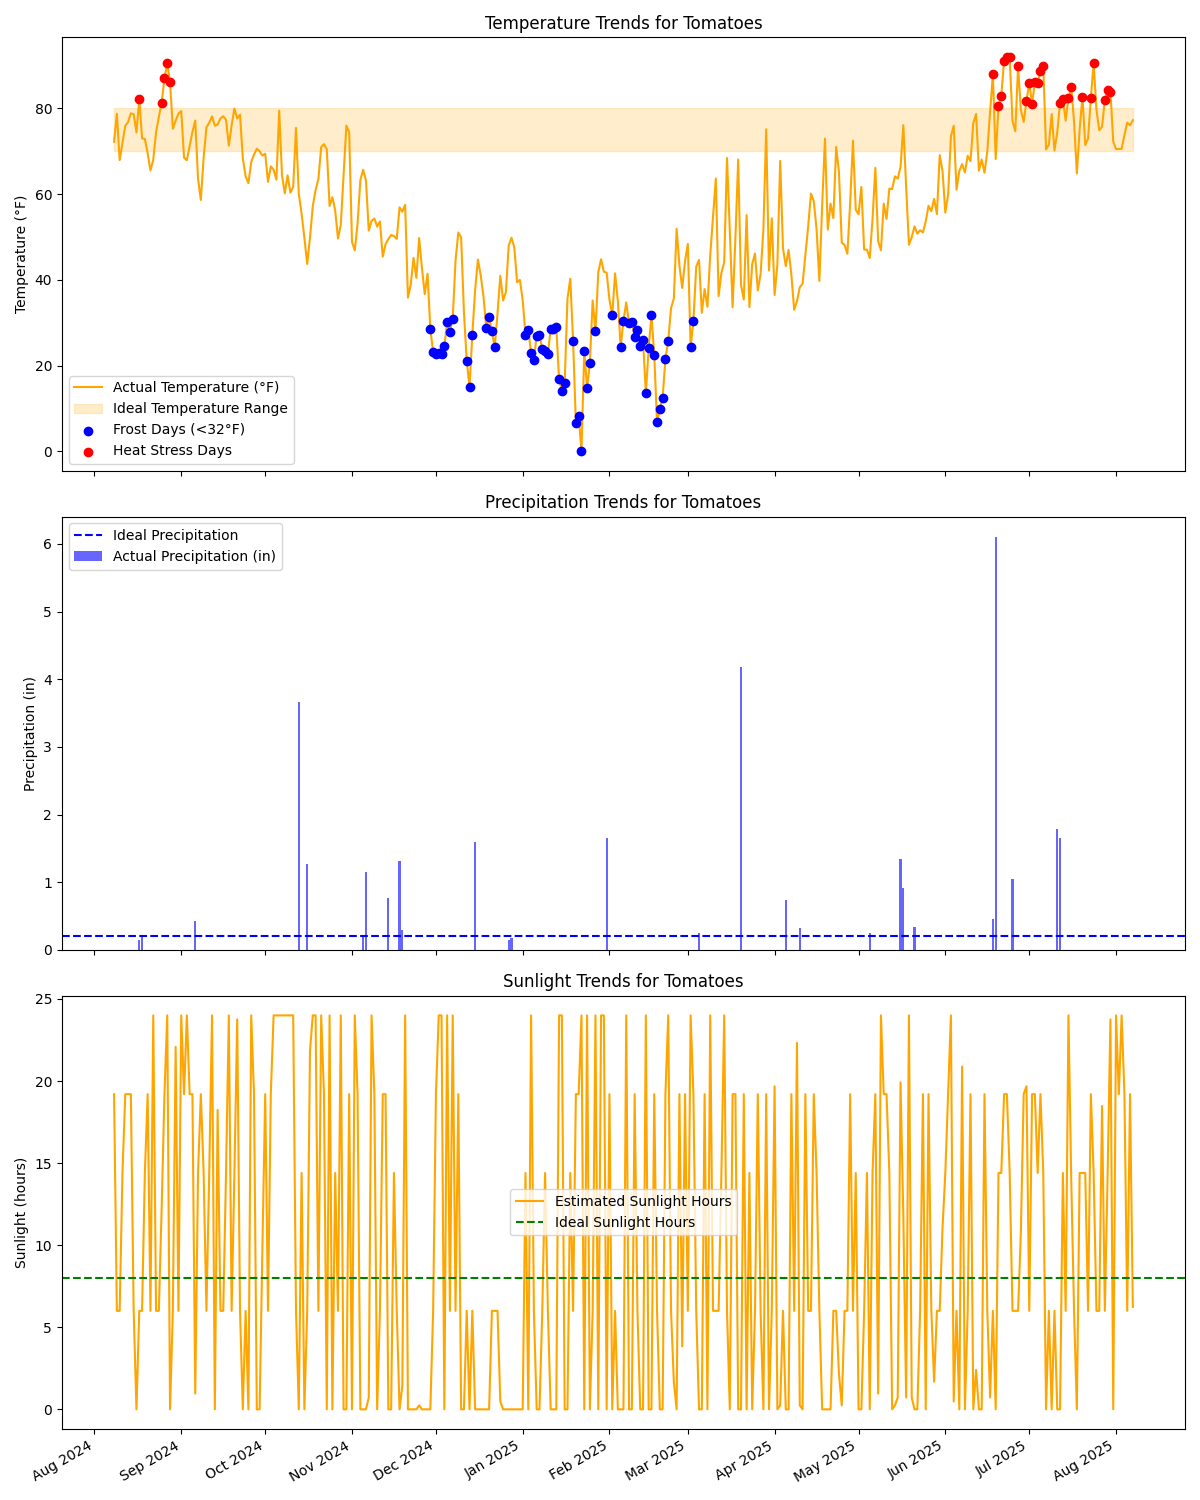 Temperature Trends for Tomatoes
Temperature (°F)
80
60
40
20
0
Actual Temperature (°F)
Ideal Temperature Range
Frost Days (<32°F)
Heat Stress Days
Precipitation Trends for Tomatoes
Precipitation (in)
6
5
4
3
2
1
0
Ideal Precipitation
Actual Precipitation (in)
Sunlight Trends for Tomatoes
Sunlight (hours)
25
20
15
10
5
0
Estimated Sunlight Hours
Ideal Sunlight Hours
Aug 2024
Sep 2024
Oct 2024
Nov 2024
Dec 2024
Jan 2025
Feb 2025
Mar 2025
Apr 2025
May 2025
Jun 2025
Jul 2025
Aug 2025